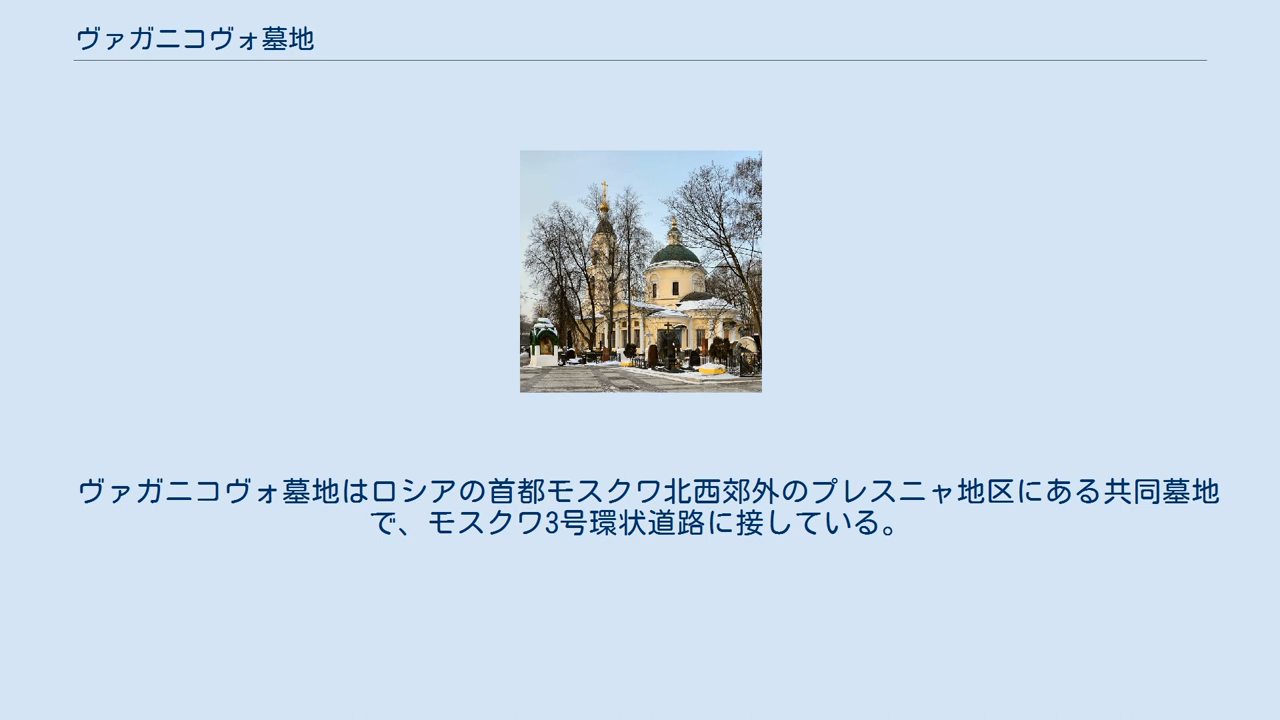 ヴァガニコヴォ墓地
ヴァガニコヴォ墓地はロシアの首都モスクワ北西郊外のプレスニャ地区にある共同墓地
で、モスクワ3号環状道路に接している。